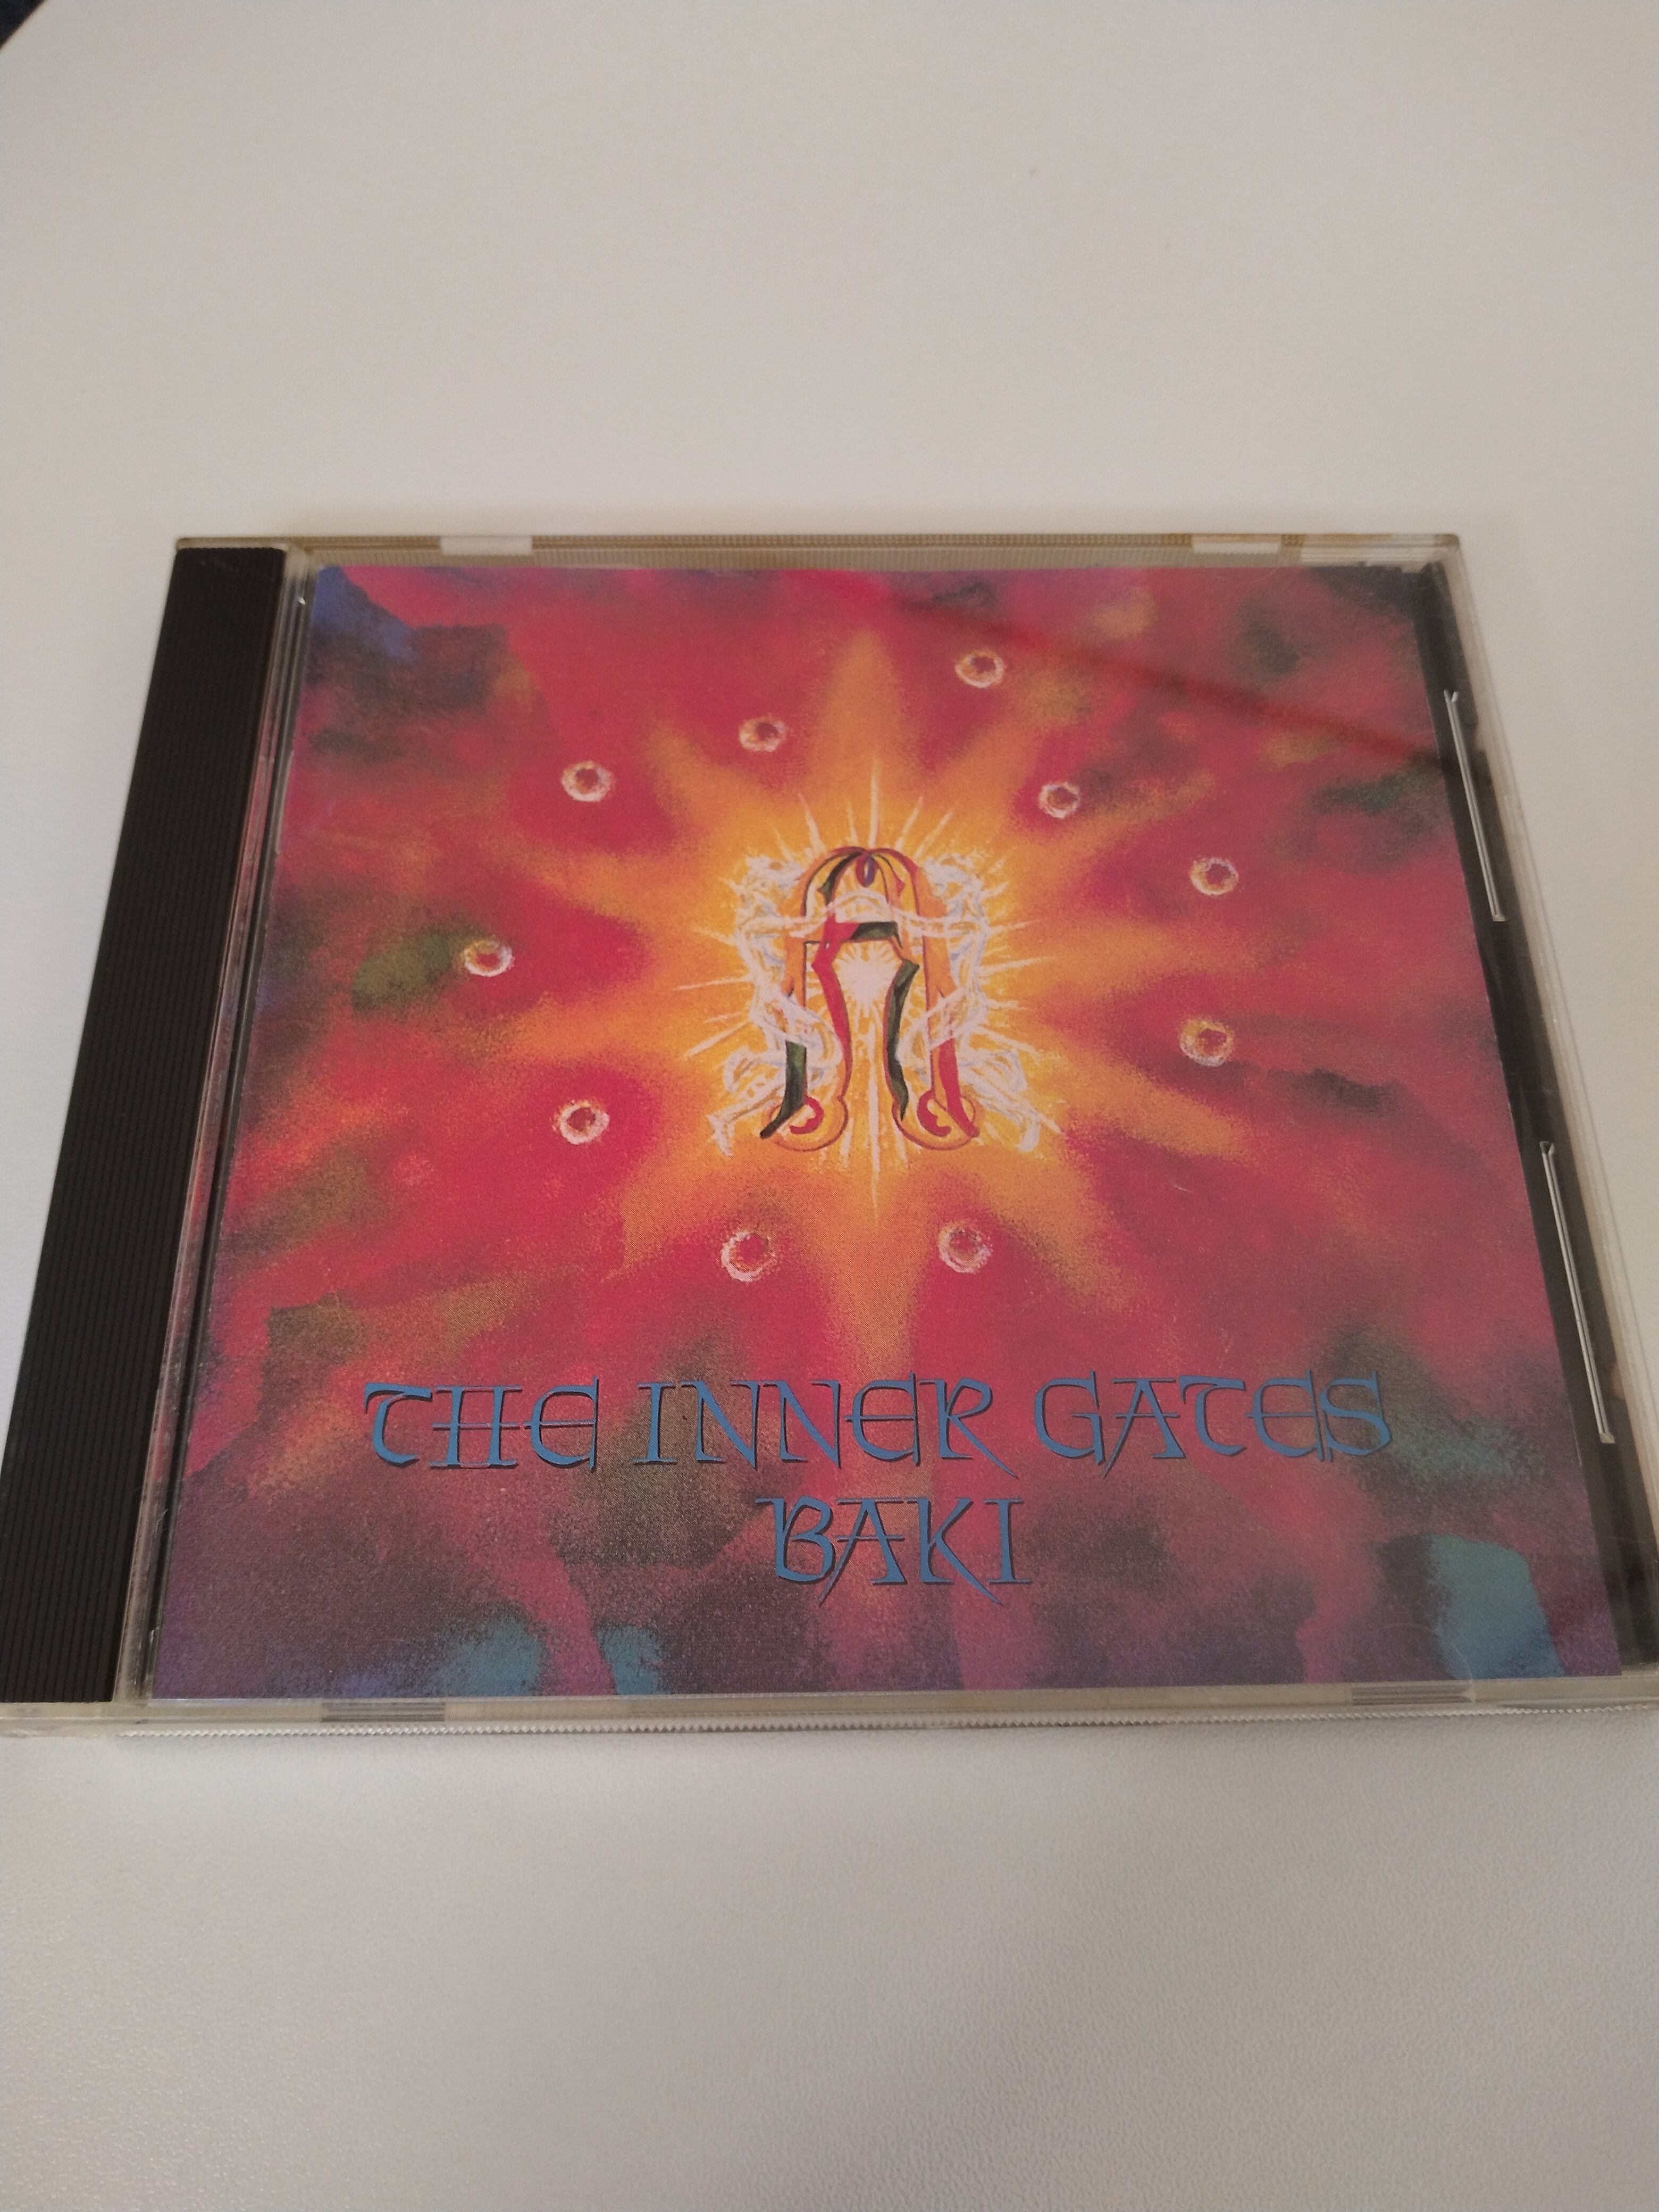 THE INNER GATES
BAKI